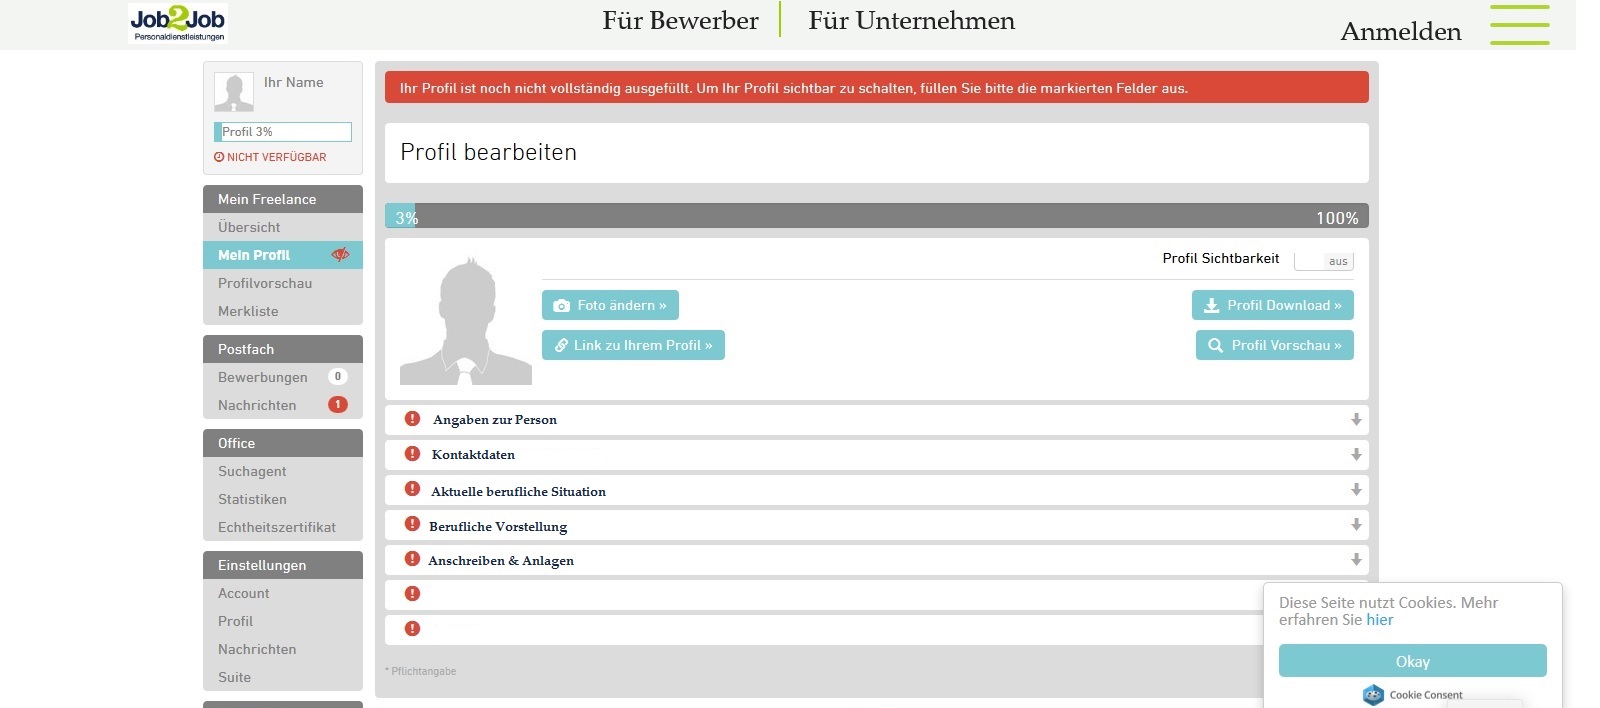 Job2Job
Personaldienstleistungen
Für Bewerber
Für Unternehmen
Anmelden
Ihr Name
Profil 3%
NICHT VERFÜGBAR
Mein Freelance
Übersicht
Mein Profil
Profilvorschau
Merkliste
Postfach
Bewerbungen 0
Nachrichten 1
Office
Suchagent
Statistiken
Echtheitszertifikat
Einstellungen
Account
Profil
Nachrichten
Suite
Ihr Profil ist noch nicht vollständig ausgefüllt. Um Ihr Profil sichtbar zu schalten, füllen Sie bitte die markierten Felder aus.
Profil bearbeiten
3% 100%
Profil Sichtbarkeit aus
Foto ändern »
Profil Download »
Link zu Ihrem Profil »
Profil Vorschau »
! Angaben zur Person
! Kontaktdaten
! Aktuelle berufliche Situation
! Berufliche Vorstellung
! Anschreiben & Anlagen
!
!
* Pflichtangabe
Diese Seite nutzt Cookies. Mehr
erfahren Sie hier
Okay
Cookie Consent